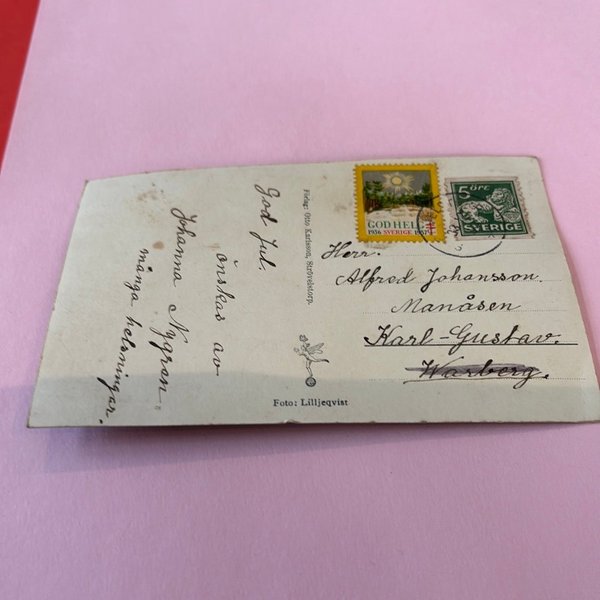 God Jul.
önskas av
Johanna Nygren
många helsningar.
Förlag: Otto Karlsson, Strövelstorp.
Foto: Lilljeqvist
GOD HELG
1936 SVERIGE 1937
5 ÖRE
SVERIGE
Herr.
Alfred Johansson.
Manåsen
Karl-Gustav.
Warberg.